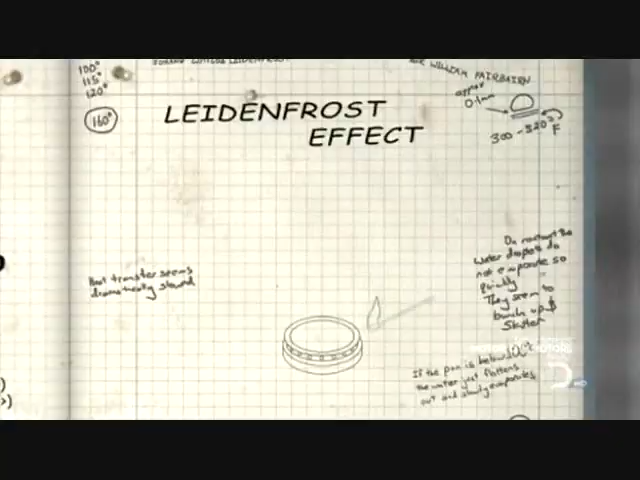 100°
115°
120°
160°
SIR WILLIAM FAIRBAIRN
approx
0.1mm
300 - 320°
F
LEIDENFROST
EFFECT
On contact the
water droplets do
not evaporate so
quickly
They seem to
bunch up &
Skitter
Heat transfer seems
dramatically slowed
If the pan is below 100°C
the water just flattens
out and slowly evaporates